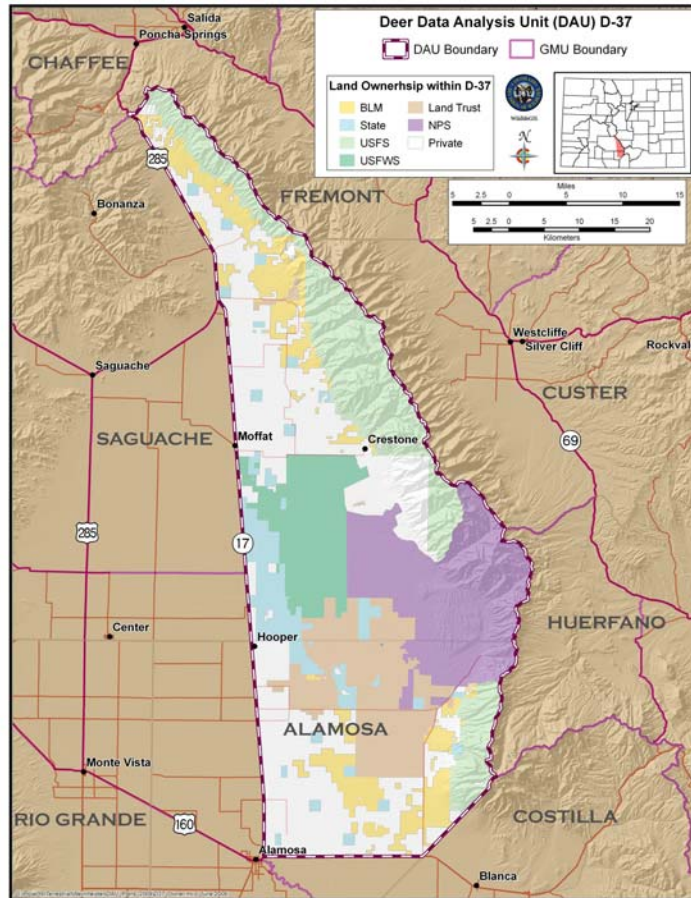 Deer Data Analysis Unit (DAU) D-37
DAU Boundary GMU Boundary
Land Ownerhsip within D-37
BLM Land Trust
State NPS
USFS Private
USFWS
Miles
5 2.5 0 5 10 15
5 2.5 0 5 10 15 20
Kilometers
Salida
Poncha Springs
CHAFFEE
285
FREMONT
Bonanza
Westcliffe
Silver Cliff
Rockval
Saguache
CUSTER
SAGUACHE
Moffat
Crestone
69
285
17
HUERFANO
Center
Hooper
ALAMOSA
Monte Vista
COSTILLA
RIO GRANDE
160
Alamosa
Blanca